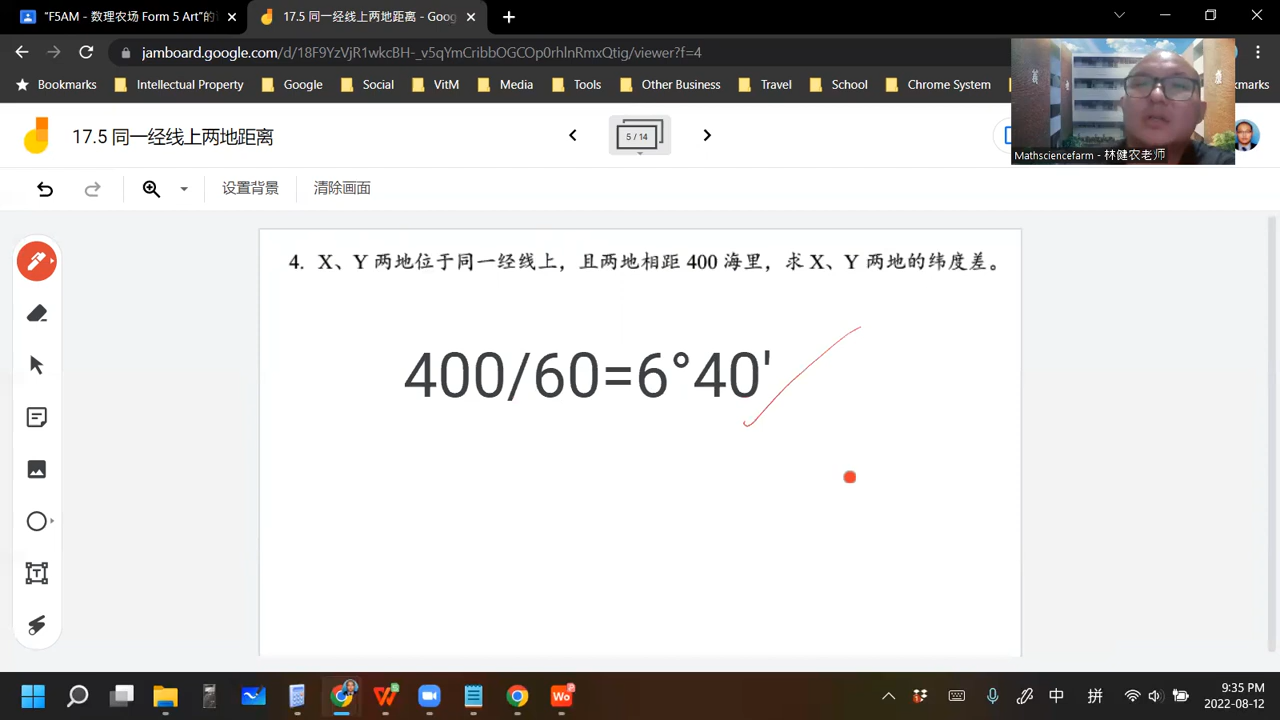 "F5AM - 数理农场 Form 5 Art"的
17.5 同一经线上两地距离 - Goog
jamboard.google.com/d/18F9YzVjR1wkcBH
Bookmarks
Intellectual Property
Google
VitM
Media
Tools
Other business
Travel
School
Chrome System
Mathsciencefarm - 林健农老师
17.5 同一经线上两地距离
5 / 14
设置背景
清除画面
4. X、Y 两地位于同一经线上，且两地相距 400 海里，求 X、Y 两地的纬度差。
400/60=6°40'
中
拼
9:35 PM
2022-08-12